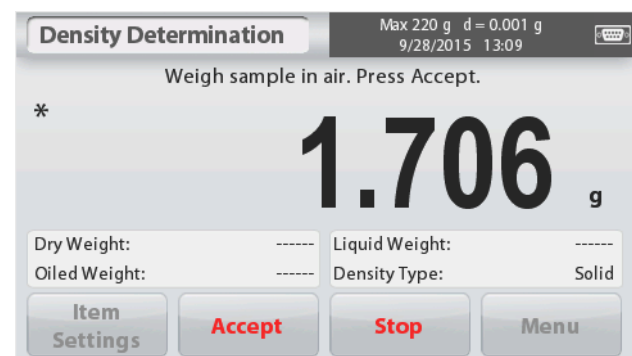 Density Determination
Max 220 g d = 0.001 g
9/28/2015 13:09
Weigh sample in air. Press Accept.
*
1.706 g
Dry Weight: ------
Liquid Weight: ------
Oiled Weight: ------
Density Type: Solid
Item
Settings
Accept
Stop
Menu